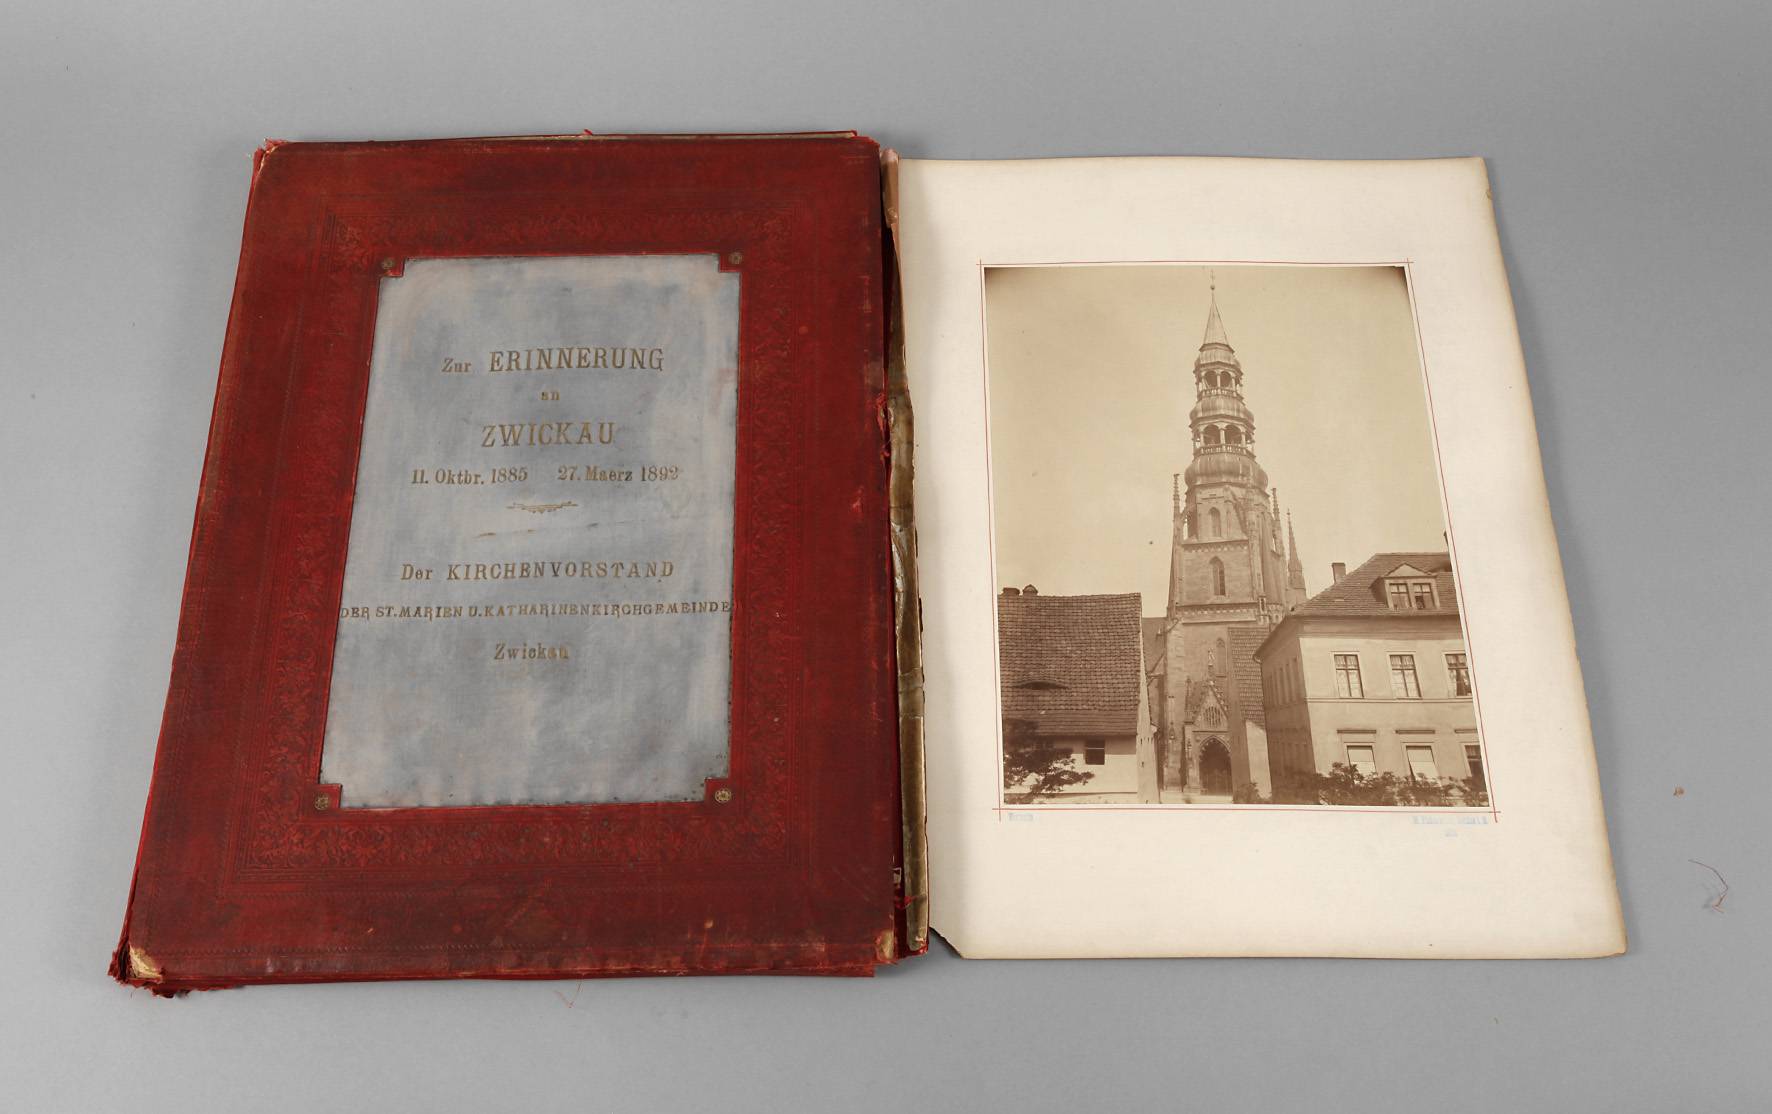 Zur ERINNERUNG
an
ZWICKAU
11. Oktbr. 1885 27. Maerz 1892
Der KIRCHENVORSTAND
DER ST. MARIEN U. KATHARINENKIRCHGEMEINDE
Zwickau